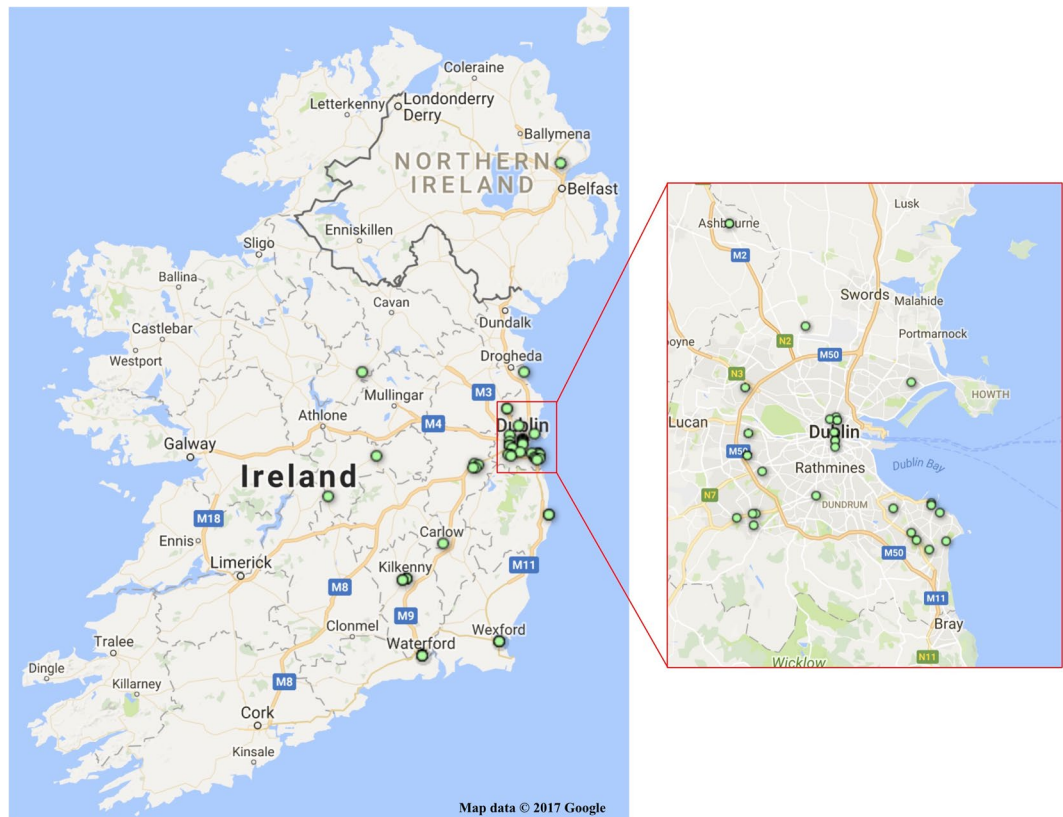 Coleraine
Letterkenny
Londonderry
Derry
Ballymena
NORTHERN
IRELAND
Belfast
Enniskillen
Sligo
Ballina
Cavan
Dundalk
Castlebar
Westport
Drogheda
M3
Mullingar
Athlone
M4
Dublin
Galway
Ireland
M18
Carlow
Ennis
Limerick
Kilkenny
M8
M11
M9
Clonmel
Wexford
Waterford
Tralee
Dingle
Killarney
M8
Cork
Kinsale
Map data © 2017 Google
Lusk
Ashbourne
M2
Swords
Malahide
Portmarnock
N2
M50
N3
HOWTH
Lucan
Dublin
M50
Rathmines
Dublin Bay
N7
DUNDRUM
M50
M11
Bray
Wicklow
N11